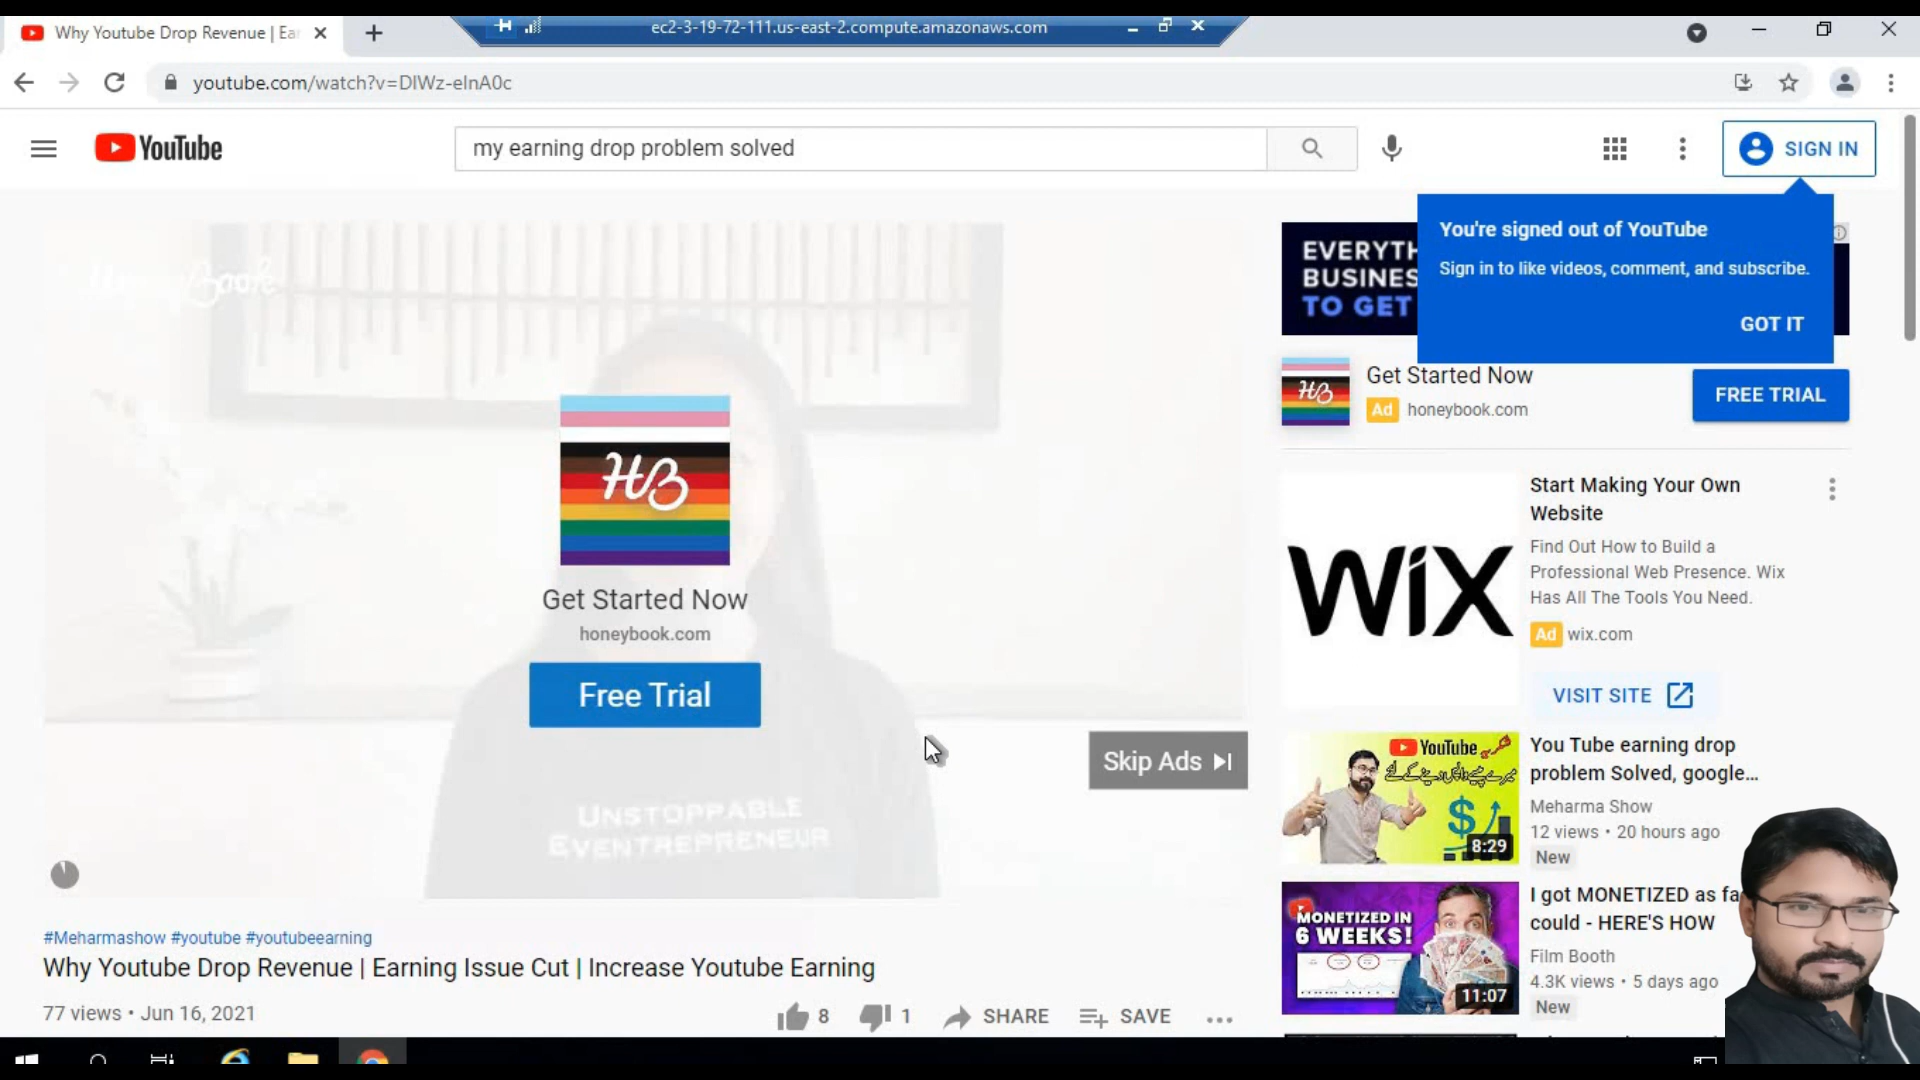 Why Youtube Drop Revenue | Ea
ec2-3-19-72-111.us-east-2.compute.amazonaws.com
youtube.com/watch?v=DIWz-eInA0c
YouTube
my earning drop problem solved
SIGN IN
You're signed out of YouTube
Sign in to like videos, comment, and subscribe.
GOT IT
EVERYTH
BUSINES
TO GET
HB
Get Started Now
Ad honeybook.com
FREE TRIAL
HoneyBook
HB
Get Started Now
honeybook.com
Free Trial
Skip Ads
UNSTOPPABLE
EVENTREPRENEUR
WiX
Start Making Your Own
Website
Find Out How to Build a
Professional Web Presence. Wix
Has All The Tools You Need.
Ad wix.com
VISIT SITE
YouTube
$
8:29
You Tube earning drop
problem Solved, google...
Meharma Show
12 views • 20 hours ago
New
MONETIZED IN
6 WEEKS!
11:07
I got MONETIZED as fa
could - HERE'S HOW
Film Booth
4.3K views • 5 days ago
New
#Meharmashow #youtube #youtubeearning
Why Youtube Drop Revenue | Earning Issue Cut | Increase Youtube Earning
77 views • Jun 16, 2021
8
1
SHARE
SAVE